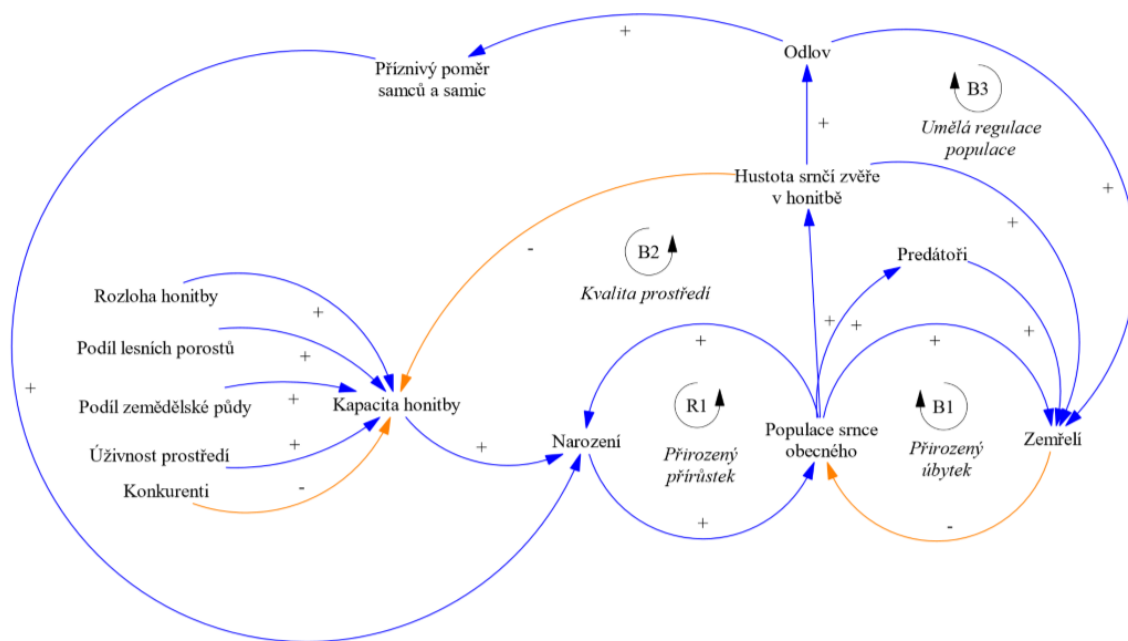 +
Odlov
Příznivý poměr
samců a samic
B3
Umělá regulace
populace
+
Hustota srnčí zvěře
v honitbě
+
+
-
B2
Kvalita prostředí
Predátoři
Rozloha honitby
+
Podíl lesních porostů
+
+
+
+
+
+
+
Podíl zemědělské půdy
+
Kapacita honitby
R1
B1
Úživnost prostředí
+
+
Narození
Přirozený
přírůstek
Populace srnce
obecného
Přirozený
úbytek
Zemřelí
Konkurenti
-
+
-